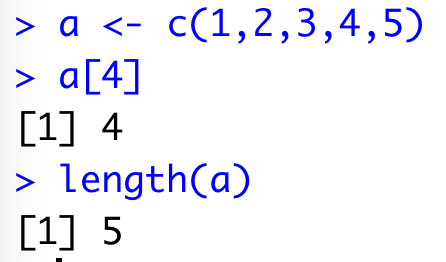 > a <- c(1,2,3,4,5)
> a[4]
[1] 4
> length(a)
[1] 5